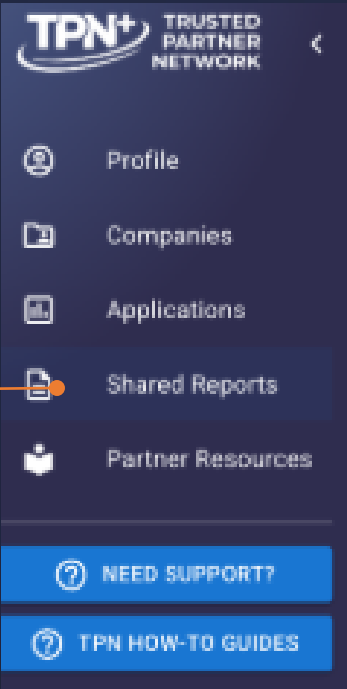 TPN+ TRUSTED
PARTNER
NETWORK
Profile
Companies
Applications
Shared Reports
Partner Resources
NEED SUPPORT?
TPN HOW-TO GUIDES